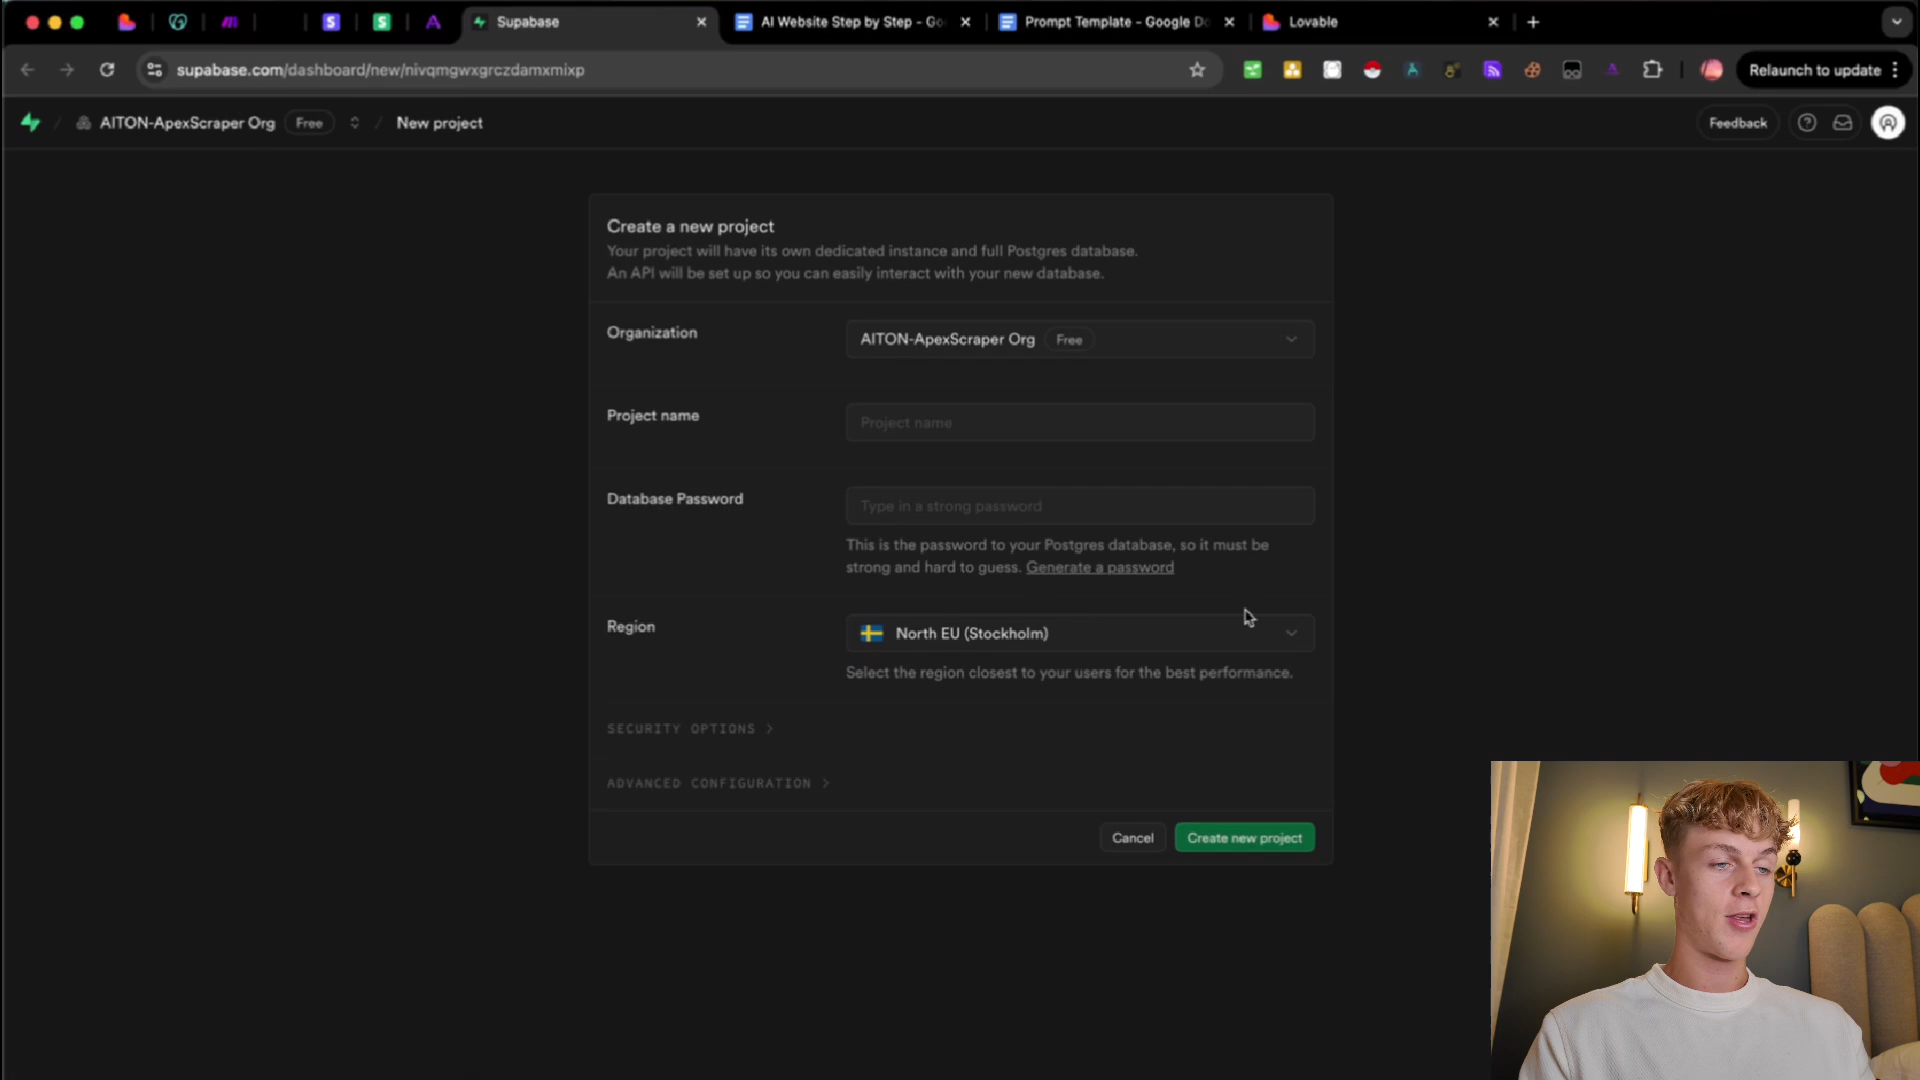 Supabase
AI Website Step by Step - Go
Prompt Template - Google Do
Lovable
supabase.com/dashboard/new/nivqmgwxgrczdamxmixp
Relaunch to update
AITON-ApexScraper Org
Free
New project
Feedback
Create a new project
Your project will have its own dedicated instance and full Postgres database.
An API will be set up so you can easily interact with your new database.
Organization
AITON-ApexScraper Org
Free
Project name
Project name
Database Password
Type in a strong password
This is the password to your Postgres database, so it must be
strong and hard to guess. Generate a password
Region
North EU (Stockholm)
Select the region closest to your users for the best performance.
SECURITY OPTIONS >
ADVANCED CONFIGURATION >
Cancel
Create new project